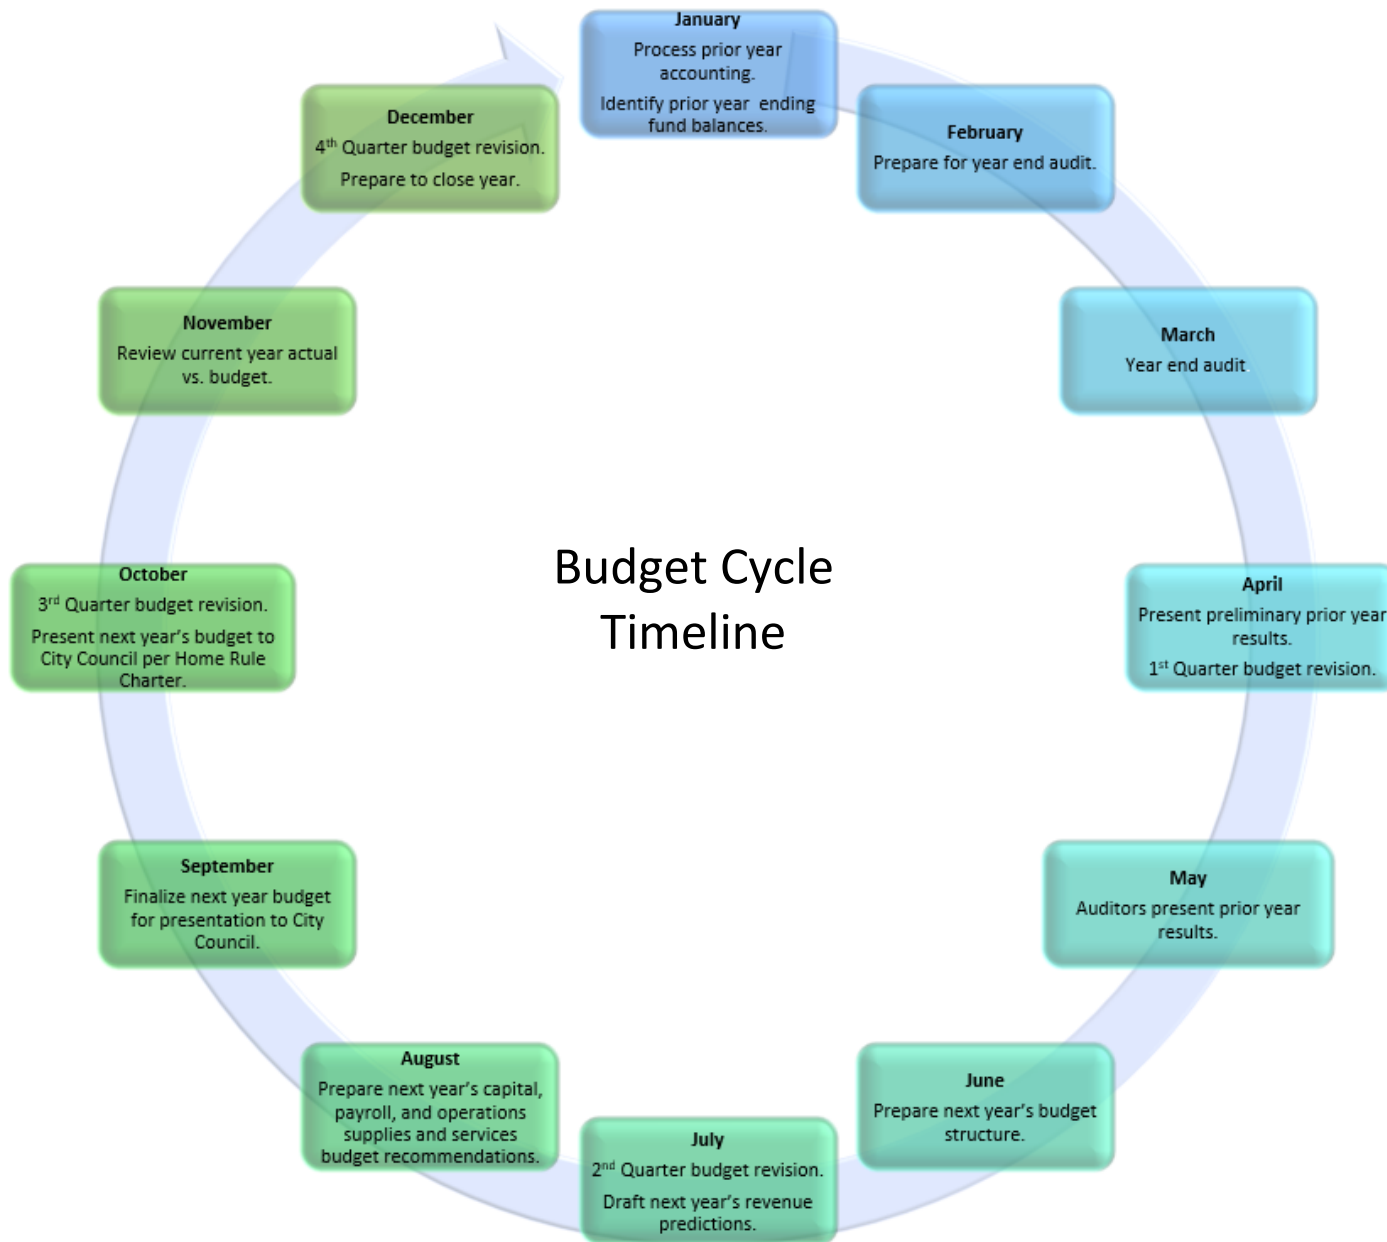 January
Process prior year
accounting.
Identify prior year ending
fund balances.
February
Prepare for year end audit.
March
Year end audit.
April
Present preliminary prior year
results.
1st Quarter budget revision.
May
Auditors present prior year
results.
June
Prepare next year’s budget
structure.
July
2nd Quarter budget revision.
Draft next year’s revenue
predictions.
August
Prepare next year’s capital,
payroll, and operations
supplies and services
budget recommendations.
September
Finalize next year budget
for presentation to City
Council.
October
3rd Quarter budget revision.
Present next year’s budget to
City Council per Home Rule
Charter.
November
Review current year actual
vs. budget.
December
4th Quarter budget revision.
Prepare to close year.
Budget Cycle
Timeline